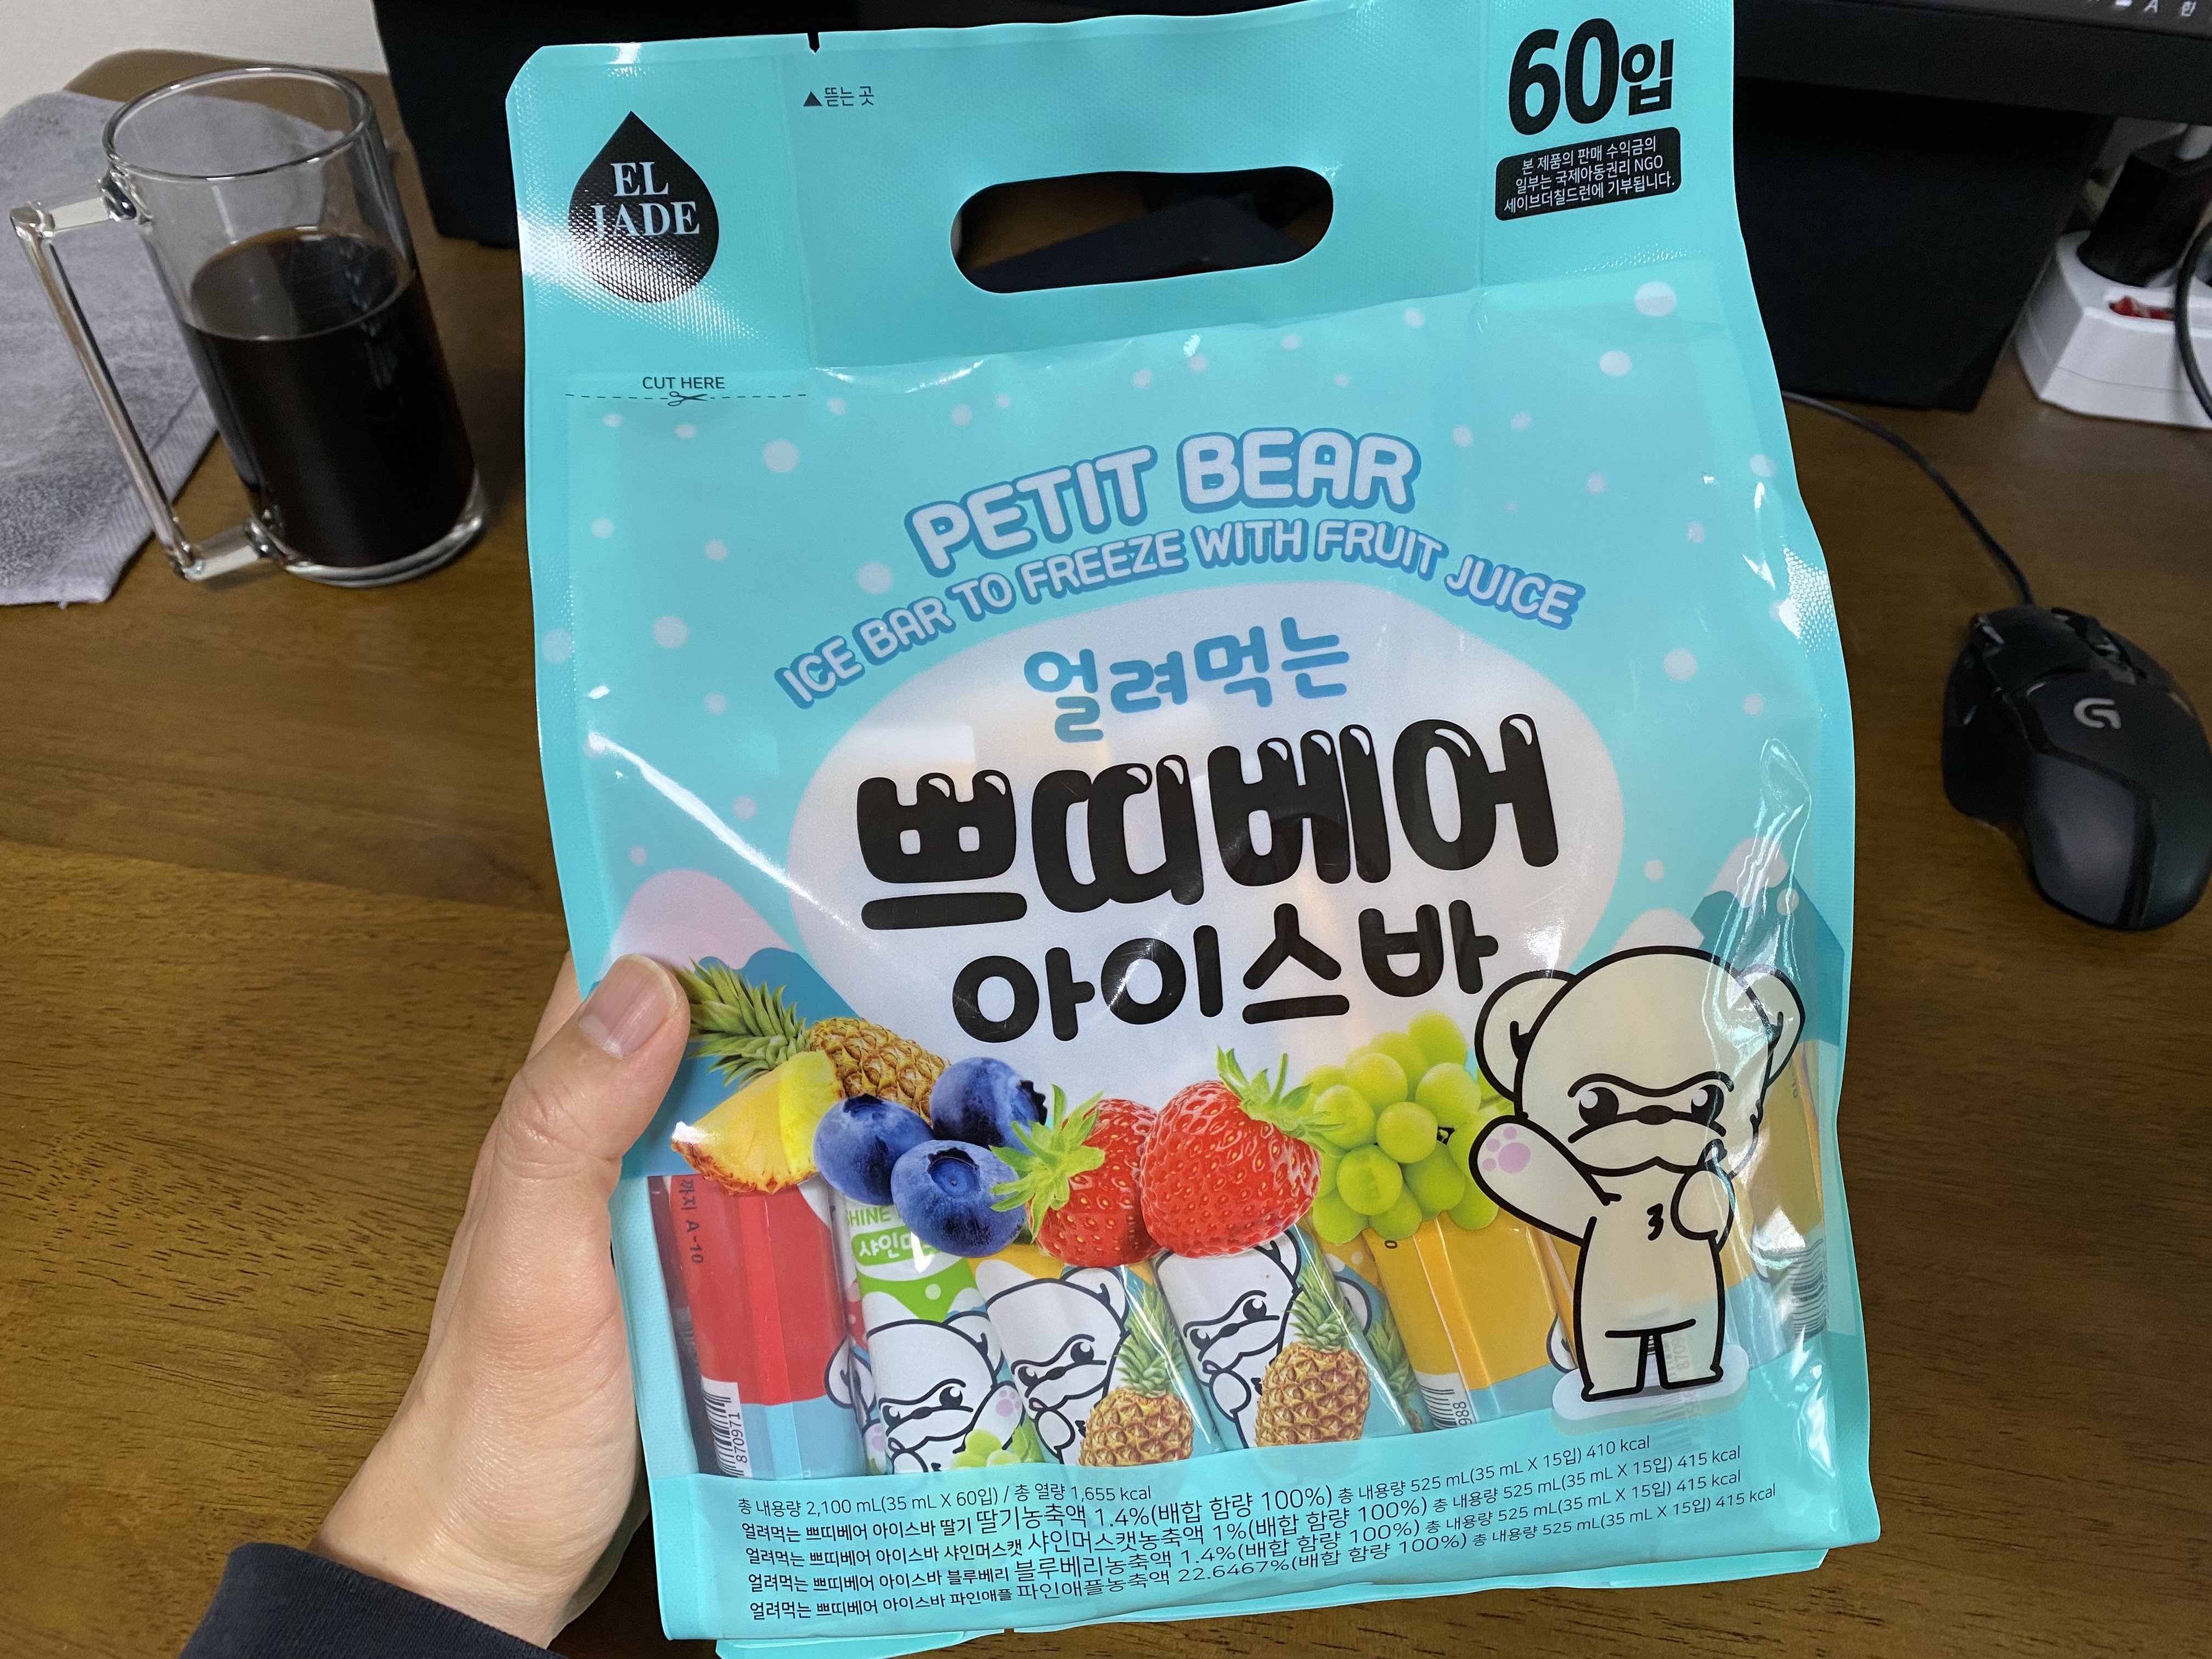 EL
JADE
▲뜯는 곳
60입
본 제품의 판매 수익금의
일부는 국제아동권리 NGO
세이브더칠드런에 기부됩니다.
CUT HERE
PETIT BEAR
ICE BAR TO FREEZE WITH FRUIT JUICE
얼려먹는
쁘띠베어
아이스바
까지 A-10
SHINE
샤인머
3
870971
988
총 내용량 2,100 mL(35 mL X 60입) / 총 열량 1,655 kcal
얼려먹는 쁘띠베어 아이스바 딸기 딸기농축액 1.4%(배합 함량 100%) 총 내용량 525 mL(35 mL X 15입) 410 kcal
얼려먹는 쁘띠베어 아이스바 샤인머스캣 샤인머스캣농축액 1%(배합 함량 100%) 총 내용량 525 mL(35 mL X 15입) 415 kcal
얼려먹는 쁘띠베어 아이스바 블루베리 블루베리농축액 1.4%(배합 함량 100%) 총 내용량 525 mL(35 mL X 15입) 415 kcal
얼려먹는 쁘띠베어 아이스바 파인애플 파인애플농축액 22.6467%(배합 함량 100%) 총 내용량 525 mL(35 mL X 15입) 415 kcal
G
A 한